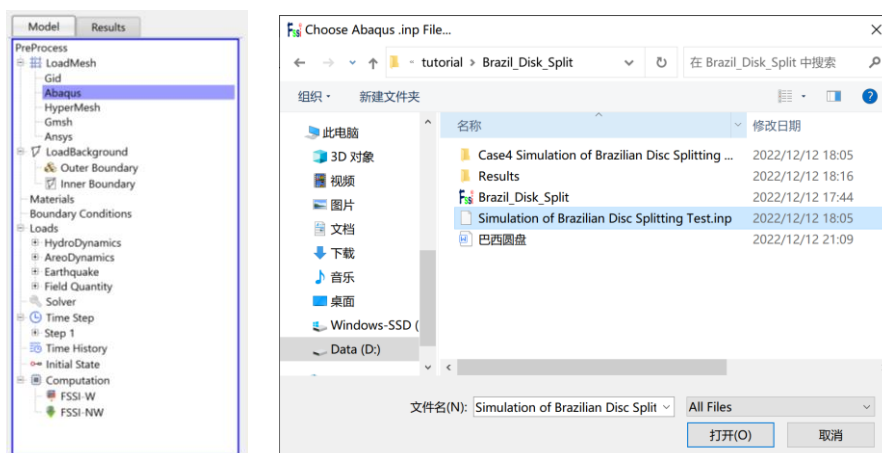 Model Results
PreProcess
LoadMesh
Gid
Abaqus
HyperMesh
Gmsh
Ansys
LoadBackground
Outer Boundary
Inner Boundary
Materials
Boundary Conditions
Loads
HydroDynamics
AreoDynamics
Earthquake
Field Quantity
Solver
Time Step
Step 1
Time History
Initial State
Computation
FSSI-W
FSSI-NW
Fssi Choose Abaqus .inp File...
tutorial > Brazil_Disk_Split
在 Brazil_Disk_Split 中搜索
组织 新建文件夹
此电脑
3D 对象
视频
图片
文档
下载
音乐
桌面
Windows-SSD (
Data (D:)
名称 修改日期
Case4 Simulation of Brazilian Disc Splitting ... 2022/12/12 18:05
Results 2022/12/12 18:16
Fssi Brazil_Disk_Split 2022/12/12 17:44
Simulation of Brazilian Disc Splitting Test.inp 2022/12/12 18:05
巴西圆盘 2022/12/12 21:09
文件名(N): Simulation of Brazilian Disc Split All Files
打开(O) 取消